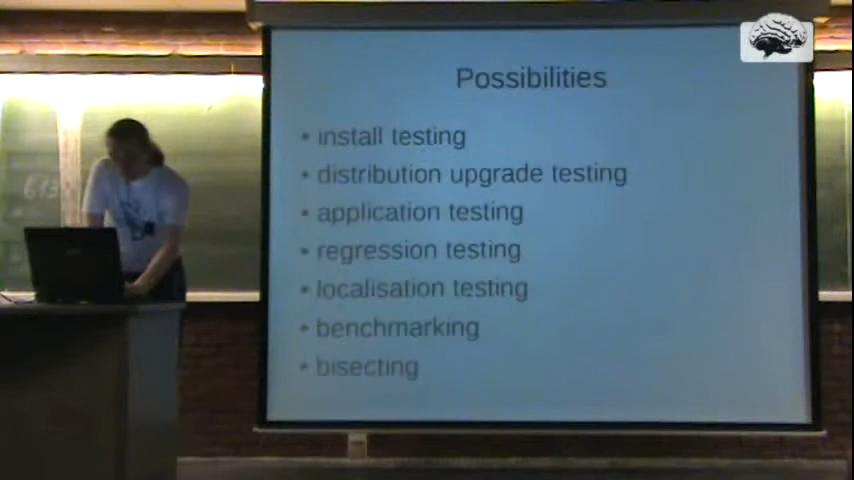 Possibilities
• install testing
• distribution upgrade testing
• application testing
• regression testing
• localisation testing
• benchmarking
• bisecting